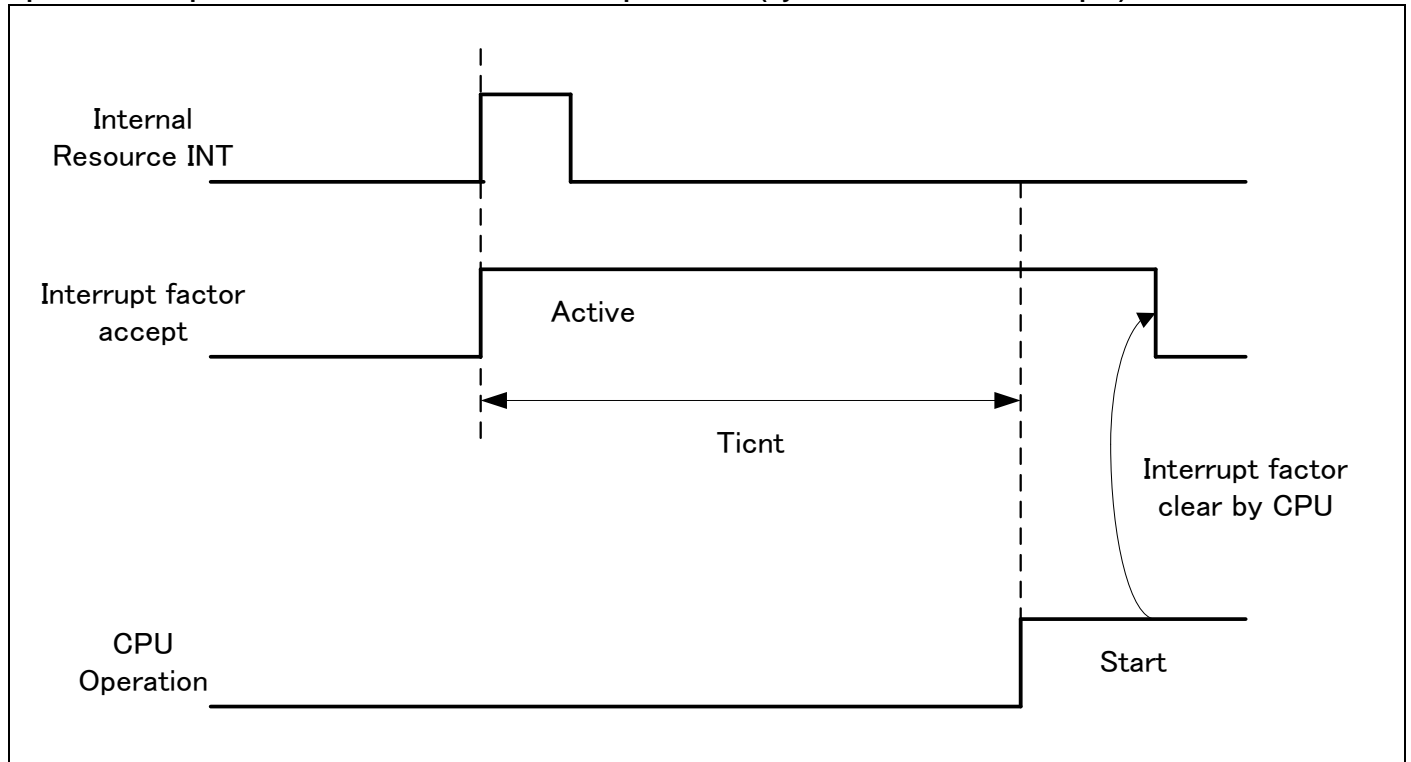 Internal
Resource INT
Interrupt factor
accept
Active
Ticnt
Interrupt factor
clear by CPU
CPU
Operation
Start